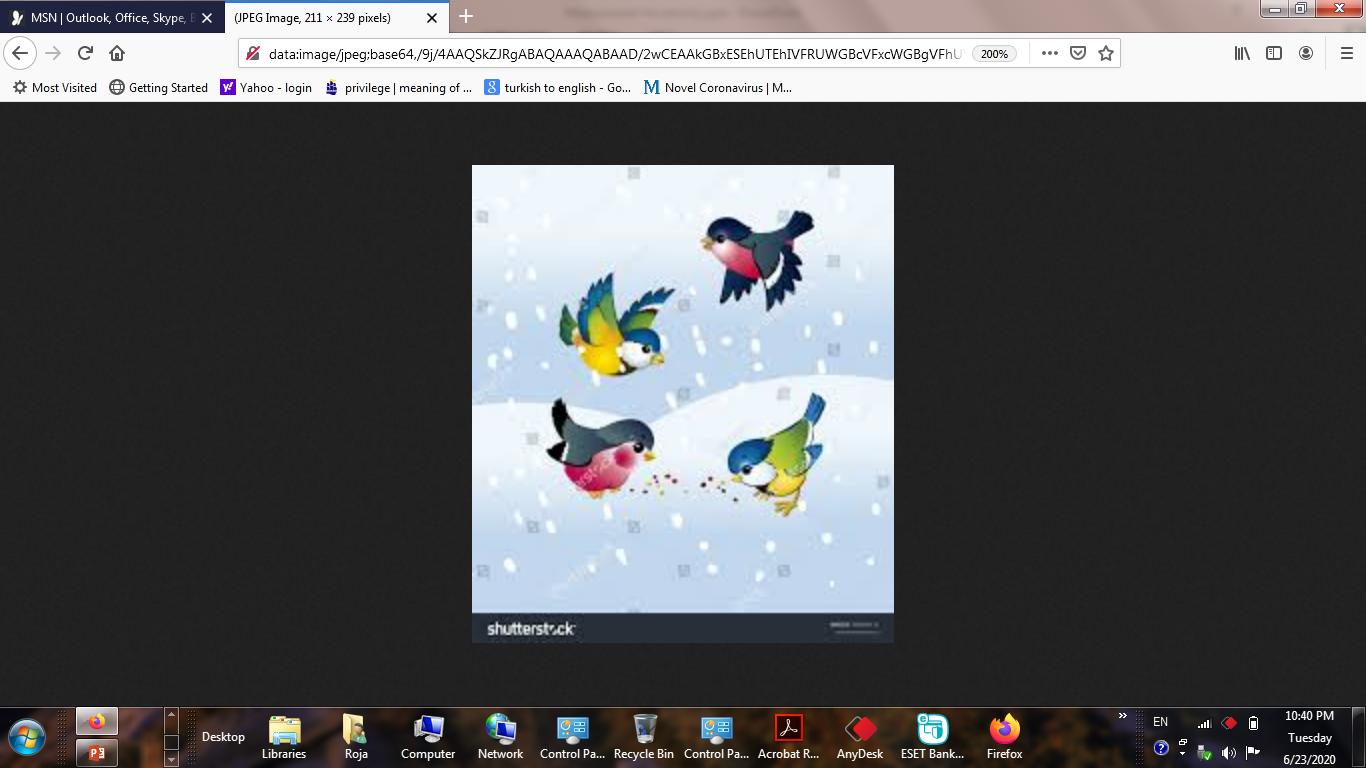 MSN | Outlook, Office, Skype, B
(JPEG Image, 211 × 239 pixels)
data:image/jpeg;base64,/9j/4AAQSkZJRgABAQAAAQABAAD/2wCEAAkGBxESEhUTEhIVFRUWGBcVFxcWGBgVFhU
200%
Most Visited
Getting Started
Yahoo - login
privilege | meaning of ...
turkish to english - Go...
Novel Coronavirus | M...
shutterstock
Desktop
Libraries
Roja
Computer
Network
Control Pa...
Recycle Bin
Control Pa...
Acrobat R...
AnyDesk
ESET Bank...
Firefox
EN
10:40 PM
Tuesday
6/23/2020